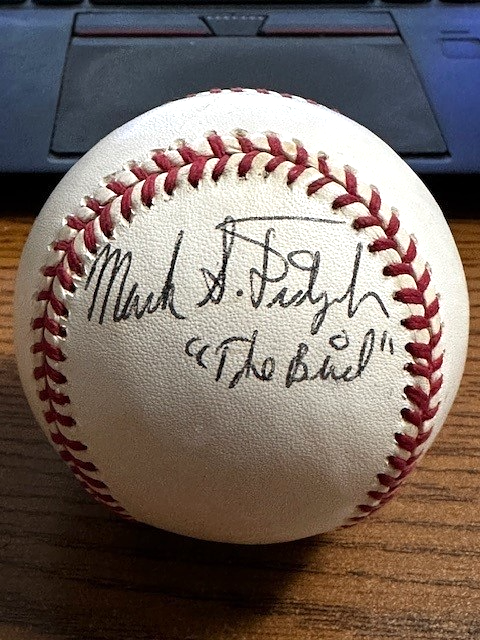 Mark S. Fidrych
"The Bird"